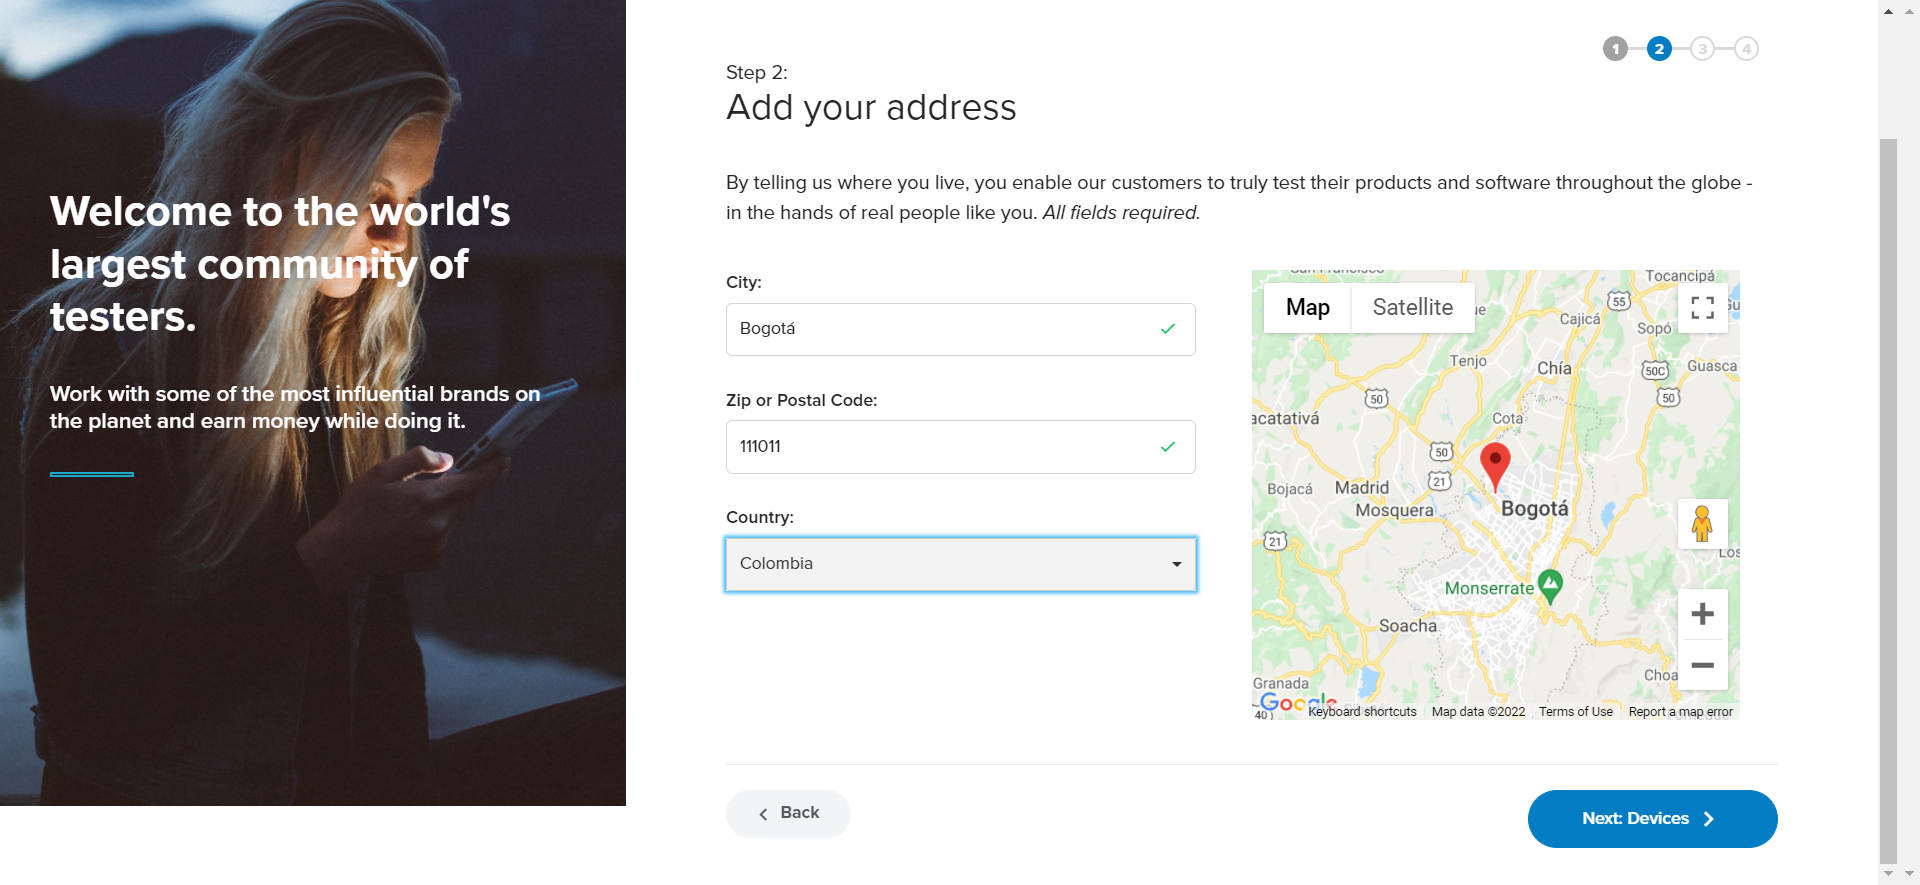 Welcome to the world's
largest community of
testers.
Work with some of the most influential brands on
the planet and earn money while doing it.
1
2
3
4
Step 2:
Add your address
By telling us where you live, you enable our customers to truly test their products and software throughout the globe -
in the hands of real people like you. All fields required.
City:
Bogotá
Zip or Postal Code:
111011
Country:
Colombia
Map
Satellite
Tocancipá
55
Cajicá
Sopó
Tenjo
Chía
50C
Guasca
50
50
acatativá
Cota
50
21
Bojacá
Madrid
Mosquera
Bogotá
21
Monserrate
Soacha
Choa
Granada
Google
40
Keyboard shortcuts
Map data ©2022
Terms of Use
Report a map error
Back
Next: Devices